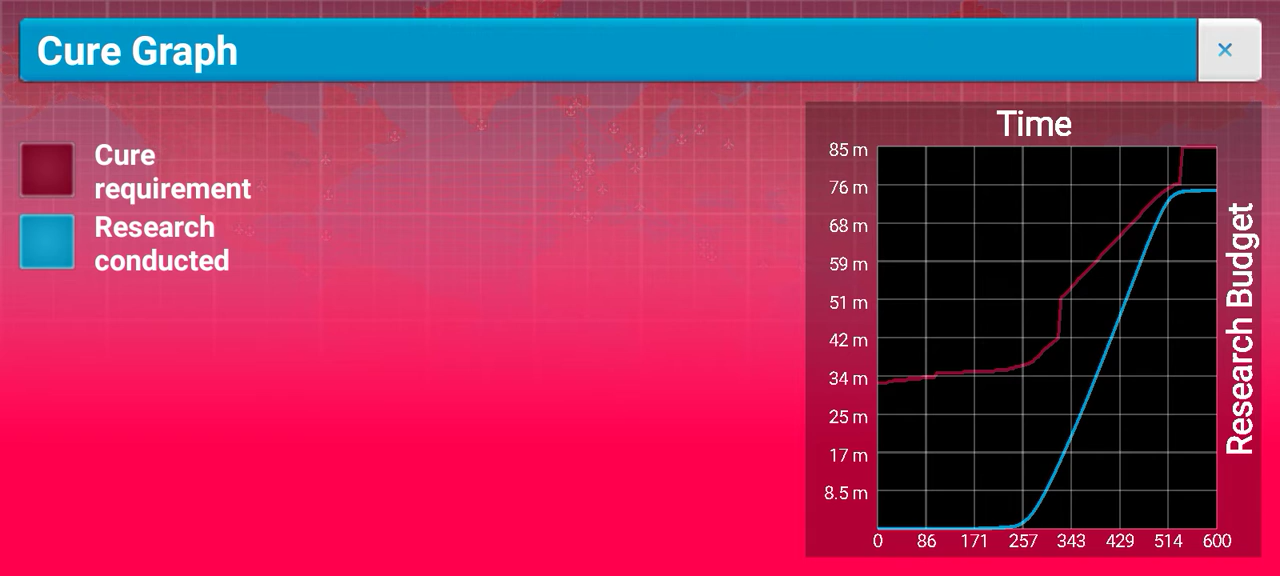 Cure Graph
×
Cure
requirement
Research
conducted
Time
85 m
76 m
68 m
59 m
51 m
42 m
34 m
25 m
17 m
8.5 m
0 86 171 257 343 429 514 600
Research Budget